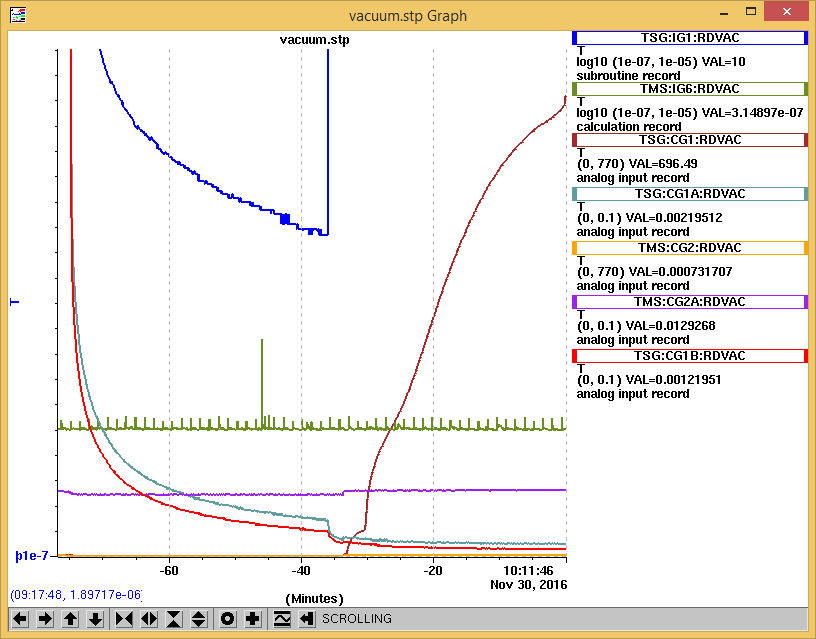 vacuum.stp Graph
vacuum.stp
T
1e-7
-60
-40
-20
10:11:46
Nov 30, 2016
(09:17:48, 1.89717e-06)
(Minutes)
TSG:IG1:RDVAC
T
log10 (1e-07, 1e-05) VAL=10
subroutine record
TMS:IG6:RDVAC
T
log10 (1e-07, 1e-05) VAL=3.14897e-07
calculation record
TSG:CG1:RDVAC
T
(0, 770) VAL=696.49
analog input record
TSG:CG1A:RDVAC
T
(0, 0.1) VAL=0.00219512
analog input record
TMS:CG2:RDVAC
T
(0, 770) VAL=0.000731707
analog input record
TMS:CG2A:RDVAC
T
(0, 0.1) VAL=0.0129268
analog input record
TSG:CG1B:RDVAC
T
(0, 0.1) VAL=0.00121951
analog input record
SCROLLING